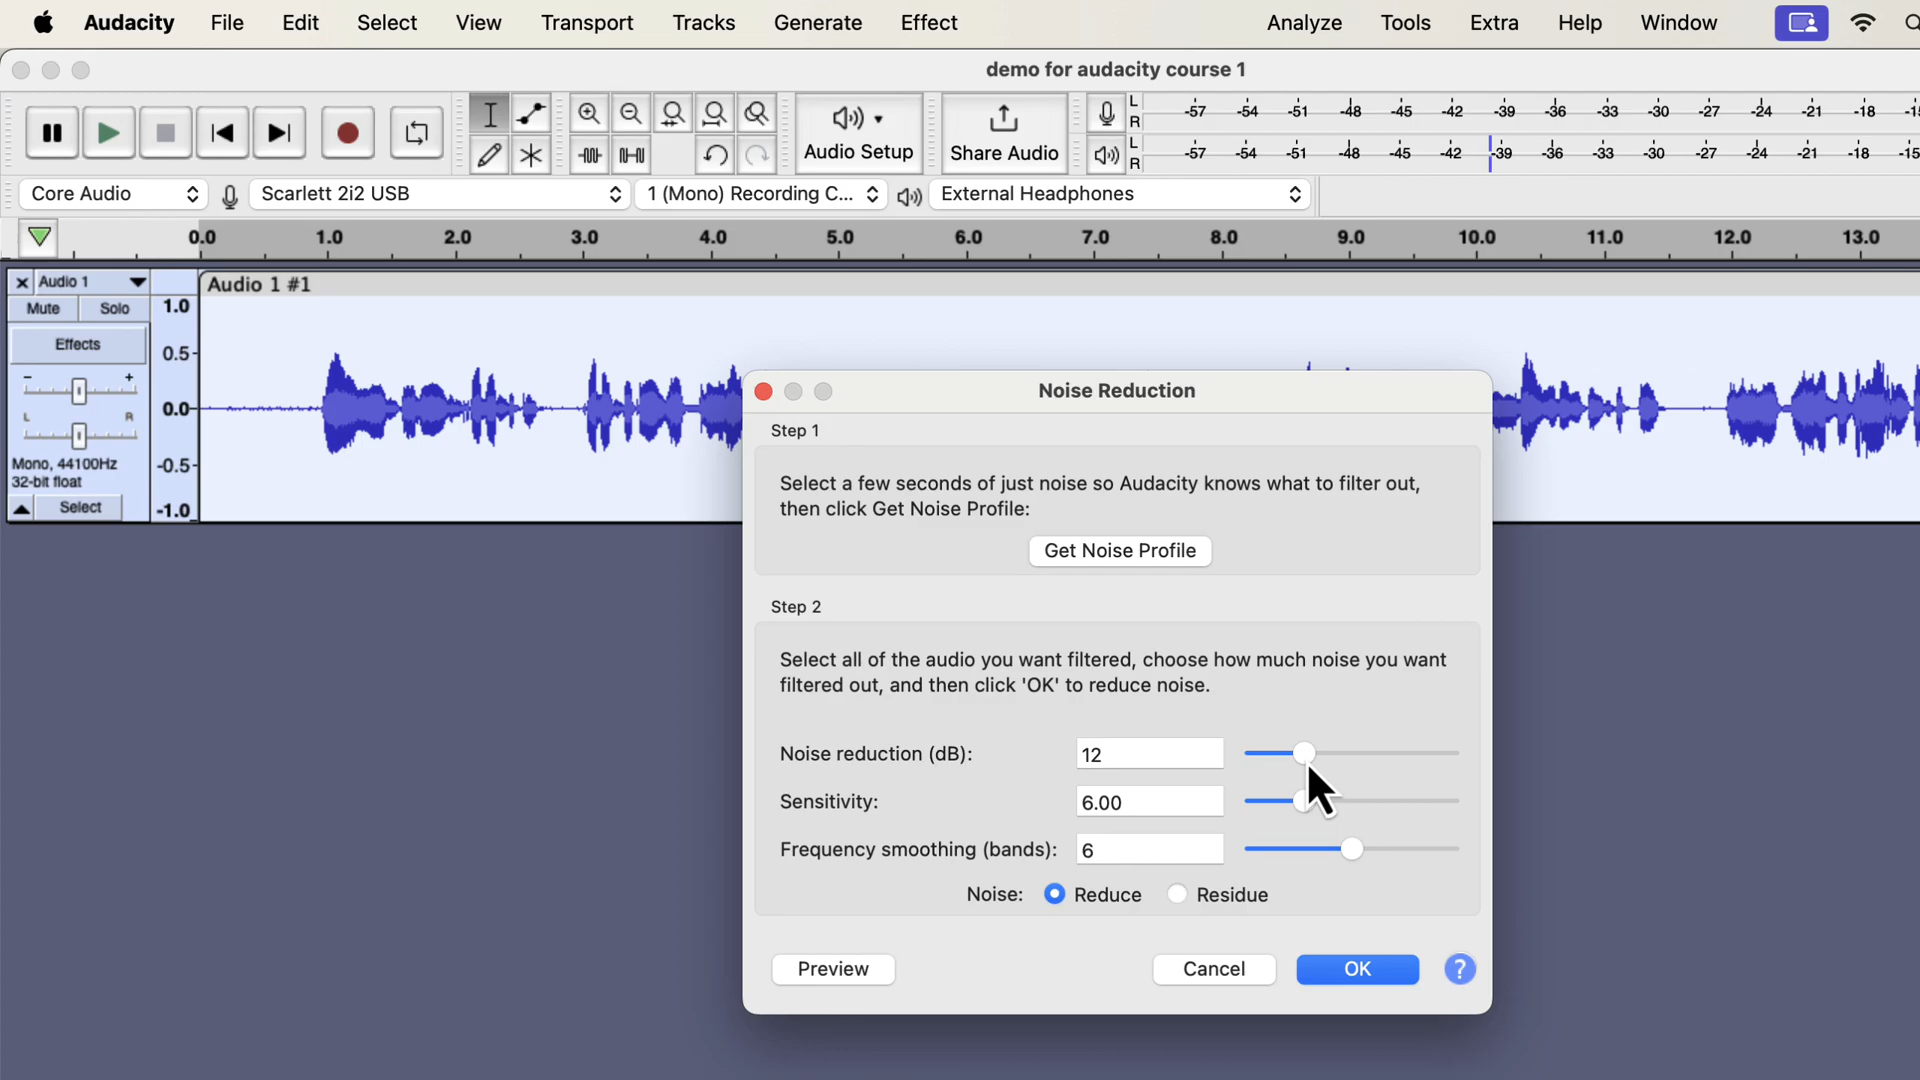 Audacity File Edit Select View Transport Tracks Generate Effect Analyze Tools Extra Help Window
demo for audacity course 1
Audio Setup
Share Audio
L
R
-57 -54 -51 -48 -45 -42 -39 -36 -33 -30 -27 -24 -21 -18
L
R
-57 -54 -51 -48 -45 -42 -39 -36 -33 -30 -27 -24 -21 -18 -15
Core Audio
Scarlett 2i2 USB
1 (Mono) Recording C...
External Headphones
0.0 1.0 2.0 3.0 4.0 5.0 6.0 7.0 8.0 9.0 10.0 11.0 12.0 13.0
Audio 1
Audio 1 #1
Mute Solo
Effects
- +
L R
Mono, 44100Hz
32-bit float
Select
1.0
0.5
0.0
-0.5
-1.0
Noise Reduction
Step 1
Select a few seconds of just noise so Audacity knows what to filter out,
then click Get Noise Profile:
Get Noise Profile
Step 2
Select all of the audio you want filtered, choose how much noise you want
filtered out, and then click 'OK' to reduce noise.
Noise reduction (dB): 12
Sensitivity: 6.00
Frequency smoothing (bands): 6
Noise: Reduce Residue
Preview Cancel OK ?